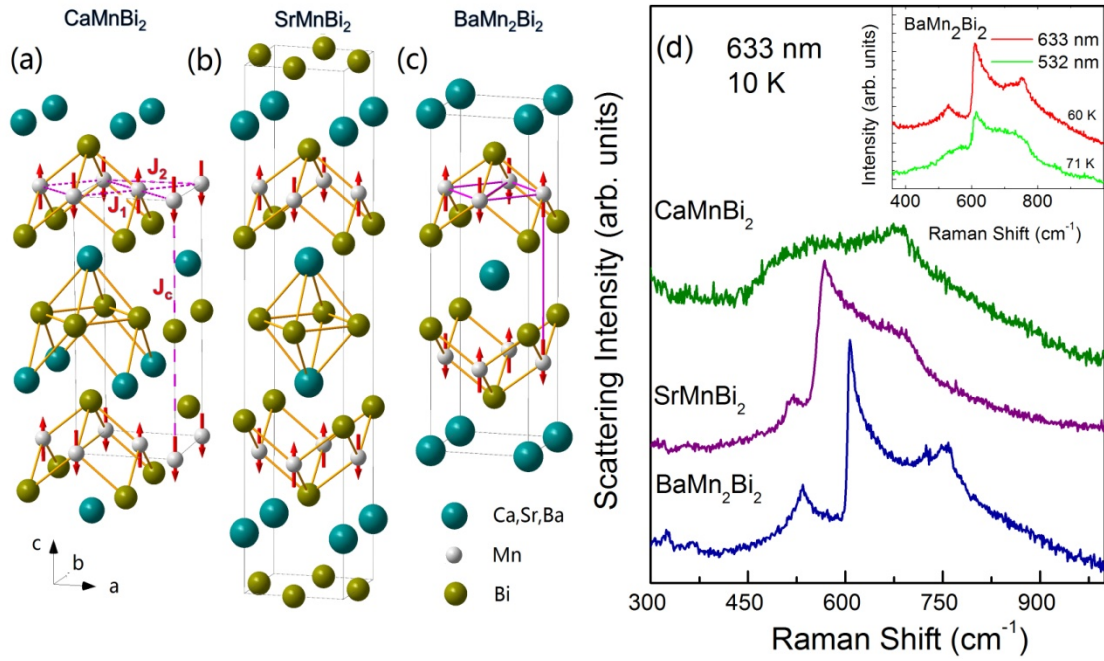 CaMnBi₂
SrMnBi₂
BaMn₂Bi₂
(a)
(b)
(c)
J₂
J₁
J_c
c
b
a
Ca,Sr,Ba
Mn
Bi
(d)
633 nm
10 K
Scattering Intensity (arb. units)
CaMnBi₂
SrMnBi₂
BaMn₂Bi₂
300 450 600 750 900
Raman Shift (cm⁻¹)
Intensity (arb. units)
BaMn₂Bi₂
633 nm
532 nm
60 K
71 K
400 600 800
Raman Shift (cm⁻¹)